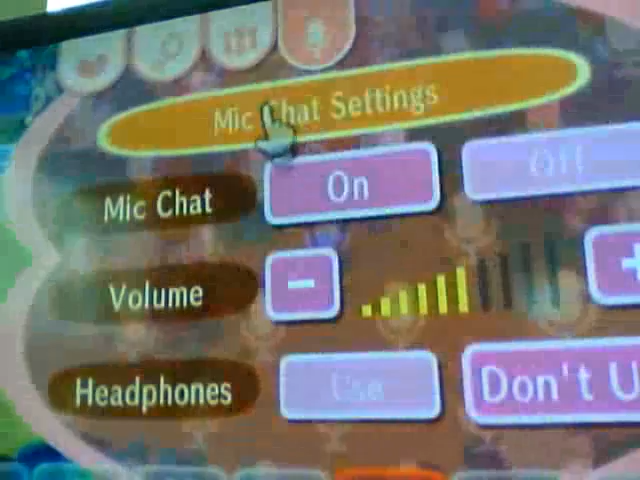 Mic Chat Settings
Mic Chat On Off
Volume - +
Headphones Use Don't U